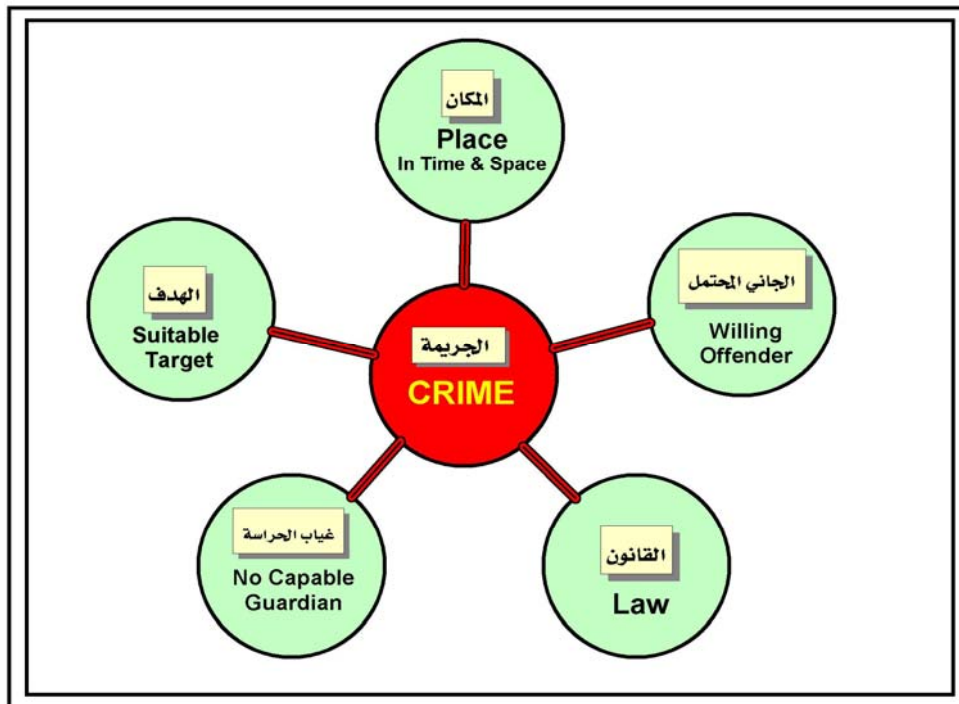 المكان
Place
In Time & Space
الهدف
Suitable
Target
الجاني المحتمل
Willing
Offender
الجريمة
CRIME
غياب الحراسة
No Capable
Guardian
القانون
Law